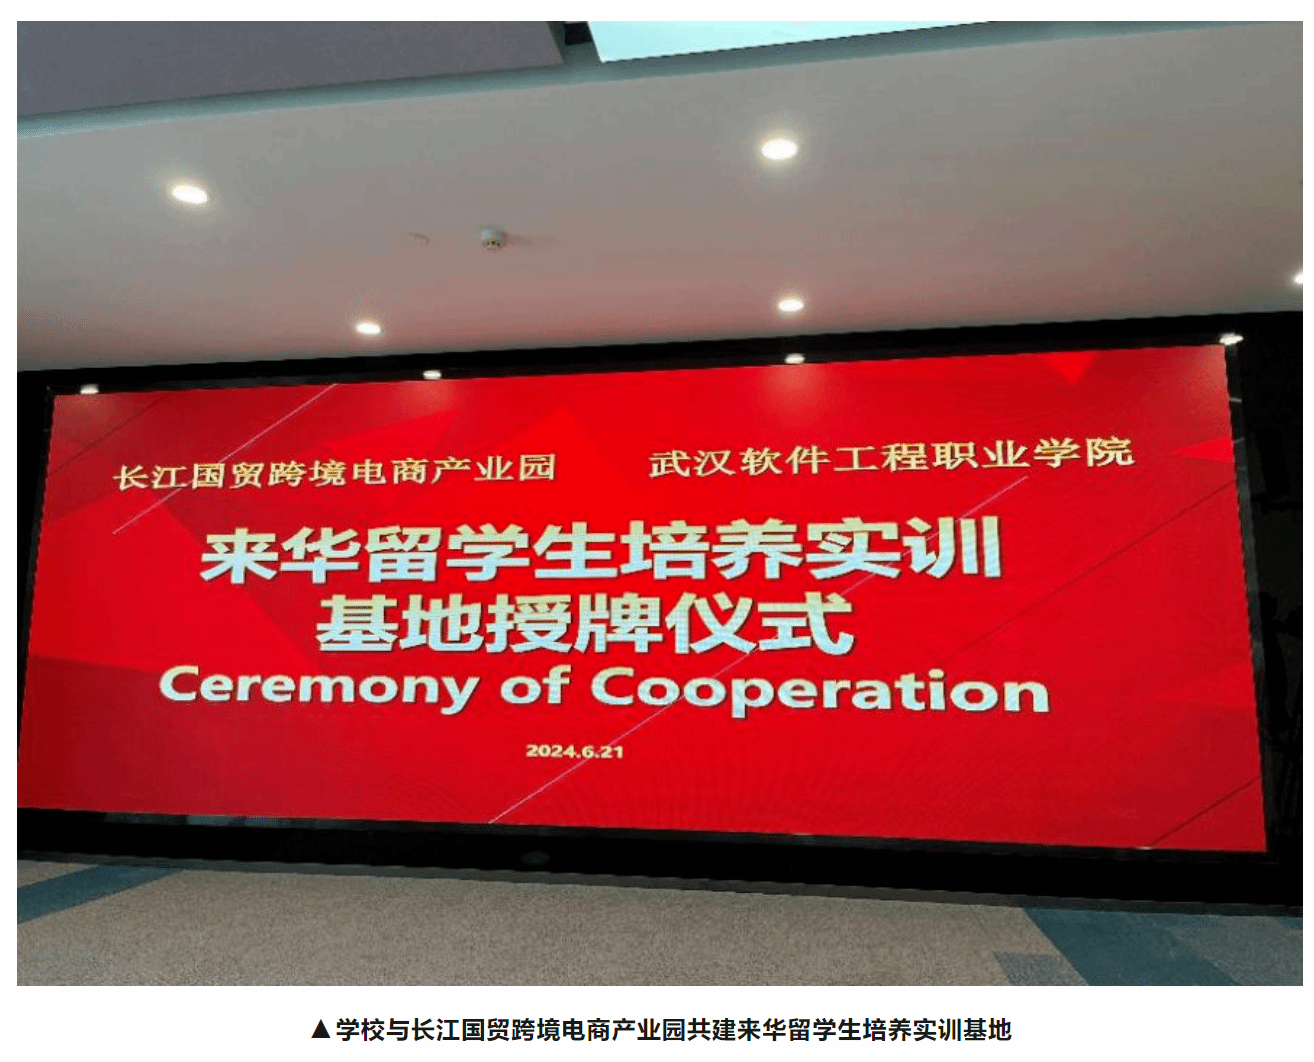 长江国贸跨境电商产业园 武汉软件工程职业学院
来华留学生培养实训
基地授牌仪式
Ceremony of Cooperation
2024.6.21
▲学校与长江国贸跨境电商产业园共建来华留学生培养实训基地